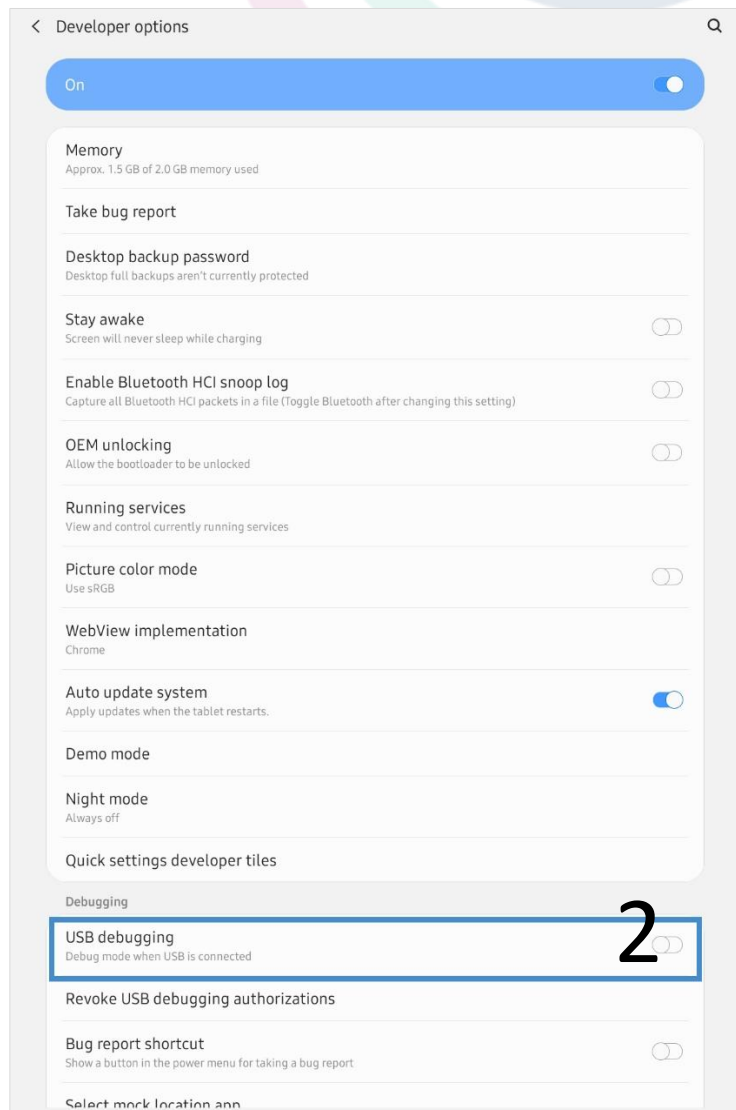 Developer options
On
Memory
Approx. 1.5 GB of 2.0 GB memory used
Take bug report
Desktop backup password
Desktop full backups aren't currently protected
Stay awake
Screen will never sleep while charging
Enable Bluetooth HCI snoop log
Capture all Bluetooth HCI packets in a file (Toggle Bluetooth after changing this setting)
OEM unlocking
Allow the bootloader to be unlocked
Running services
View and control currently running services
Picture color mode
Use sRGB
WebView implementation
Chrome
Auto update system
Apply updates when the tablet restarts.
Demo mode
Night mode
Always off
Quick settings developer tiles
Debugging
USB debugging
2
Debug mode when USB is connected
Revoke USB debugging authorizations
Bug report shortcut
Show a button in the power menu for taking a bug report
Select mock location app